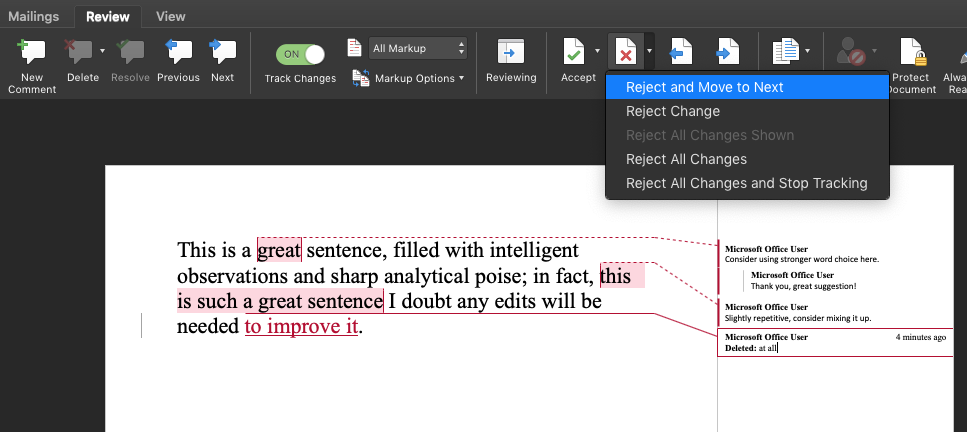 Mailings Review View
New Comment
Delete
Resolve
Previous
Next
ON
Track Changes
All Markup
Markup Options
Reviewing
Accept
Protect Document
Reject and Move to Next
Reject Change
Reject All Changes Shown
Reject All Changes
Reject All Changes and Stop Tracking
This is a great sentence, filled with intelligent
observations and sharp analytical poise; in fact, this
is such a great sentence I doubt any edits will be
needed to improve it.
Microsoft Office User
Consider using stronger word choice here.
Microsoft Office User
Thank you, great suggestion!
Microsoft Office User
Slightly repetitive, consider mixing it up.
Microsoft Office User 4 minutes ago
Deleted: at all